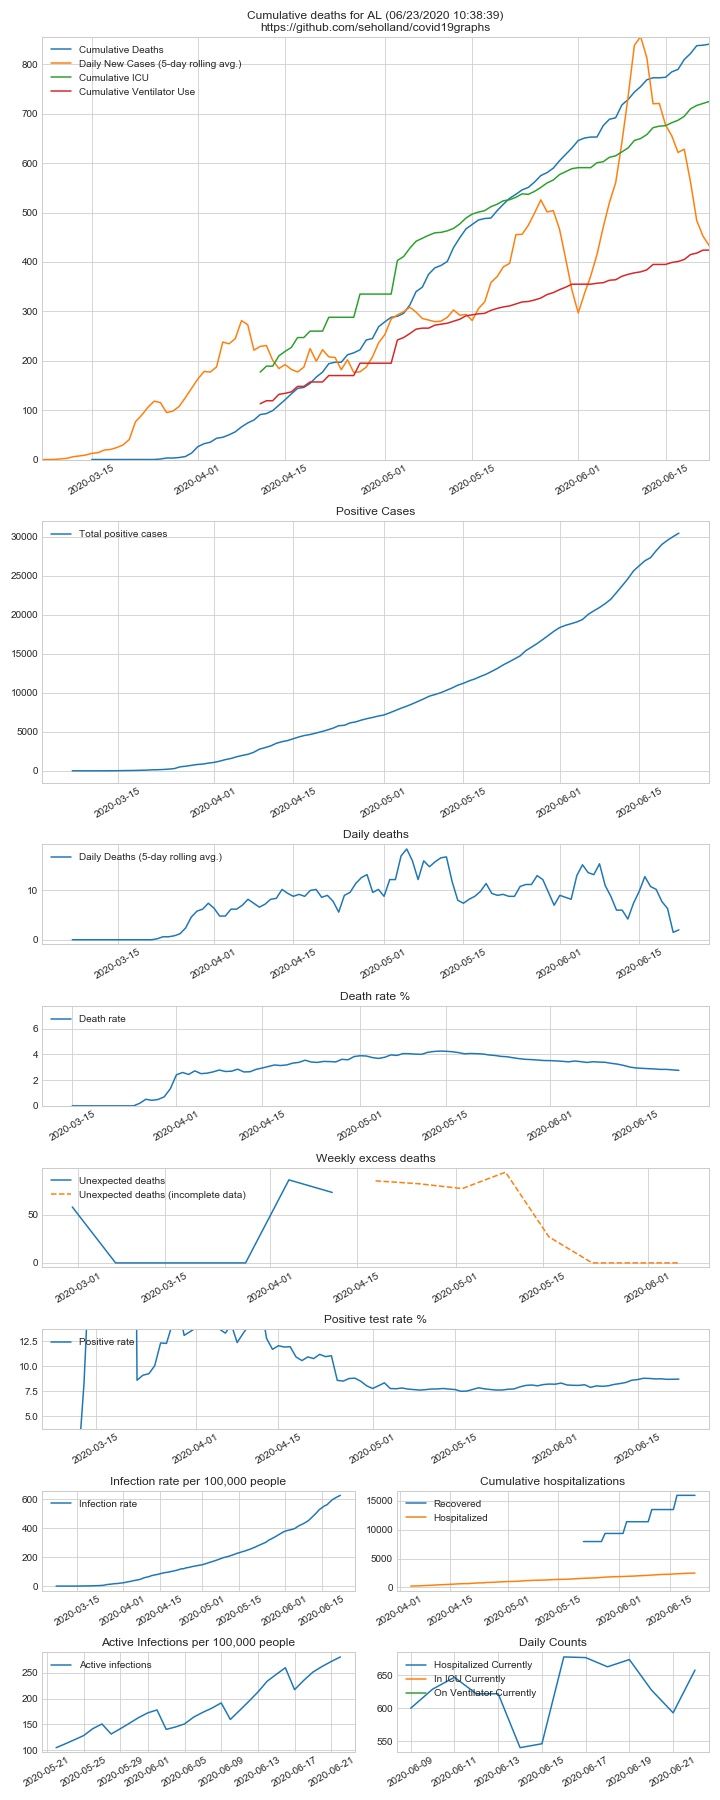 Cumulative deaths for AL (06/23/2020 10:38:39)
https://github.com/seholland/covid19graphs
Cumulative Deaths
Daily New Cases (5-day rolling avg.)
Cumulative ICU
Cumulative Ventilator Use
800
700
600
500
400
300
200
100
0
2020-03-15 2020-04-01 2020-04-15 2020-05-01 2020-05-15 2020-06-01 2020-06-15
Positive Cases
Total positive cases
30000
25000
20000
15000
10000
5000
0
2020-03-15 2020-04-01 2020-04-15 2020-05-01 2020-05-15 2020-06-01 2020-06-15
Daily deaths
Daily Deaths (5-day rolling avg.)
10
0
2020-03-15 2020-04-01 2020-04-15 2020-05-01 2020-05-15 2020-06-01 2020-06-15
Death rate %
Death rate
6
4
2
0
2020-03-15 2020-04-01 2020-04-15 2020-05-01 2020-05-15 2020-06-01 2020-06-15
Weekly excess deaths
Unexpected deaths
Unexpected deaths (incomplete data)
50
0
2020-03-01 2020-03-15 2020-04-01 2020-04-15 2020-05-01 2020-05-15 2020-06-01
Positive test rate %
Positive rate
12.5
10.0
7.5
5.0
2020-03-15 2020-04-01 2020-04-15 2020-05-01 2020-05-15 2020-06-01 2020-06-15
Infection rate per 100,000 people
Infection rate
600
400
200
0
2020-03-15 2020-04-01 2020-04-15 2020-05-01 2020-05-15 2020-06-01 2020-06-15
Cumulative hospitalizations
Recovered
Hospitalized
15000
10000
5000
0
2020-04-01 2020-04-15 2020-05-01 2020-05-15 2020-06-01 2020-06-15
Active Infections per 100,000 people
Active infections
250
200
150
100
2020-05-21 2020-05-25 2020-05-29 2020-06-01 2020-06-05 2020-06-09 2020-06-13 2020-06-17 2020-06-21
Daily Counts
Hospitalized Currently
In ICU Currently
On Ventilator Currently
650
600
550
2020-06-09 2020-06-11 2020-06-13 2020-06-15 2020-06-17 2020-06-19 2020-06-21